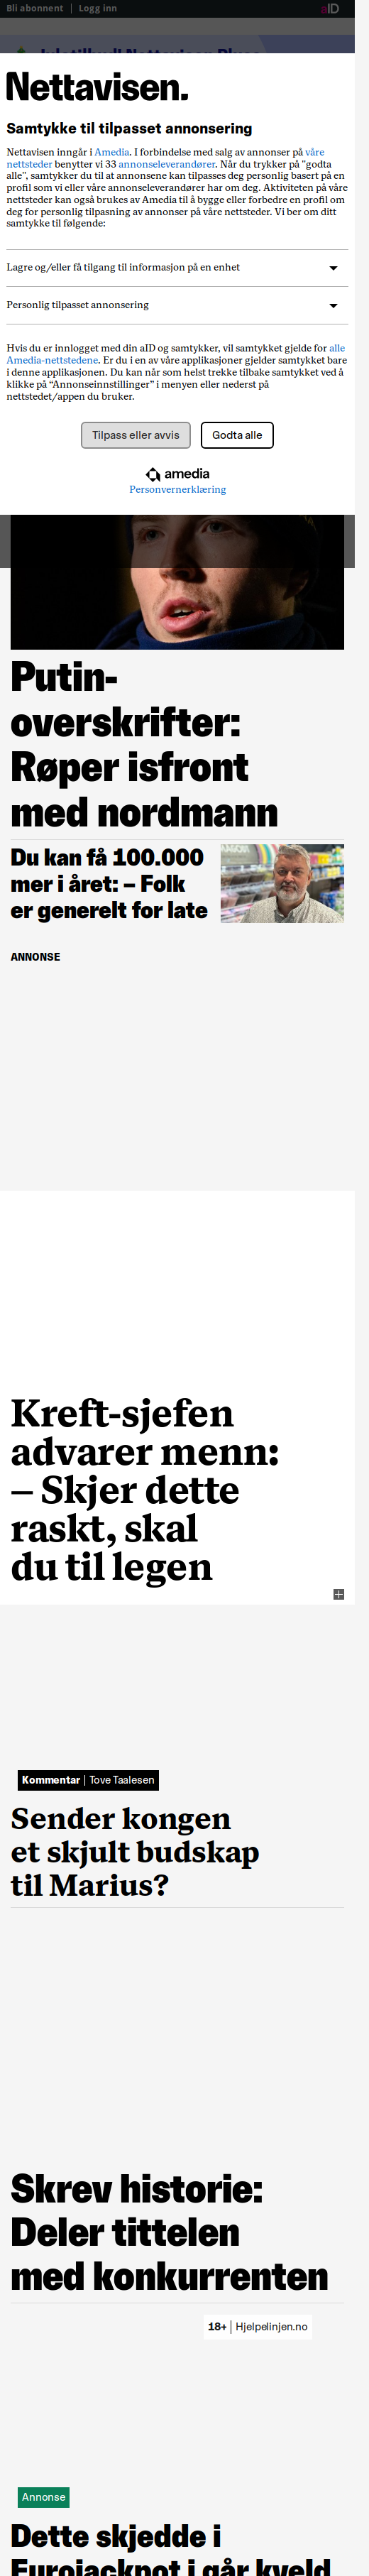 Bli abonnent | Logg inn
aID
Nettavisen.
Samtykke til tilpasset annonsering
Nettavisen inngår i Amedia. I forbindelse med salg av annonser på våre
nettsteder benytter vi 33 annonseleverandører. Når du trykker på "godta
alle", samtykker du til at annonsene kan tilpasses deg personlig basert på en
profil som vi eller våre annonseleverandører har om deg. Aktiviteten på våre
nettsteder kan også brukes av Amedia til å bygge eller forbedre en profil om
deg for personlig tilpasning av annonser på våre nettsteder. Vi ber om ditt
samtykke til følgende:
Lagre og/eller få tilgang til informasjon på en enhet
Personlig tilpasset annonsering
Hvis du er innlogget med din aID og samtykker, vil samtykket gjelde for alle
Amedia-nettstedene. Er du i en av våre applikasjoner gjelder samtykket bare
i denne applikasjonen. Du kan når som helst trekke tilbake samtykket ved å
klikke på “Annonseinnstillinger” i menyen eller nederst på
nettstedet/appen du bruker.
Tilpass eller avvis
Godta alle
amedia
Personvernerklæring
Putin-
overskrifter:
Røper isfront
med nordmann
Du kan få 100.000
mer i året: – Folk
er generelt for late
ANNONSE
Kreft-sjefen
advarer menn:
– Skjer dette
raskt, skal
du til legen
Kommentar | Tove Taalesen
Sender kongen
et skjult budskap
til Marius?
Skrev historie:
Deler tittelen
med konkurrenten
18+ | Hjelpelinjen.no
Annonse
Dette skjedde i
Eurojackpot i går kveld